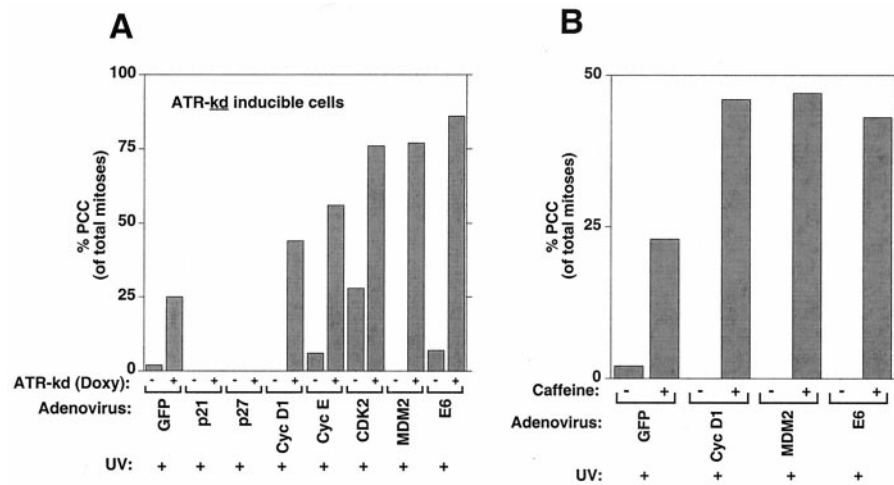 A
% PCC
(of total mitoses)
100
75
50
25
0
ATR-kd inducible cells
ATR-kd (Doxy): - + - + - + - + - + - + - + - +
Adenovirus: GFP p21 p27 Cyc D1 Cyc E CDK2 MDM2 E6
UV: + + + + + + + +
B
% PCC
(of total mitoses)
50
25
0
Caffeine: - + - + - + - +
Adenovirus: GFP Cyc D1 MDM2 E6
UV: + + + +